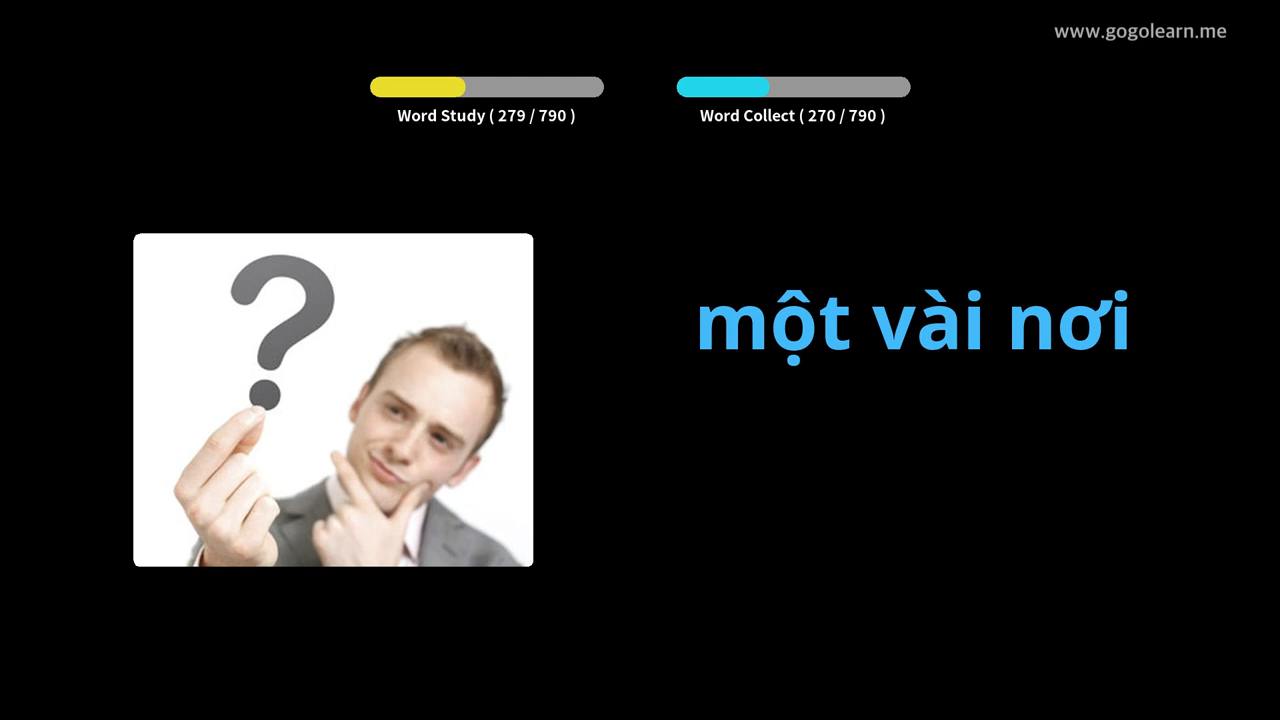 www.gogolearn.me
Word Study ( 279 / 790 )
Word Collect ( 270 / 790 )
?
một vài nơi